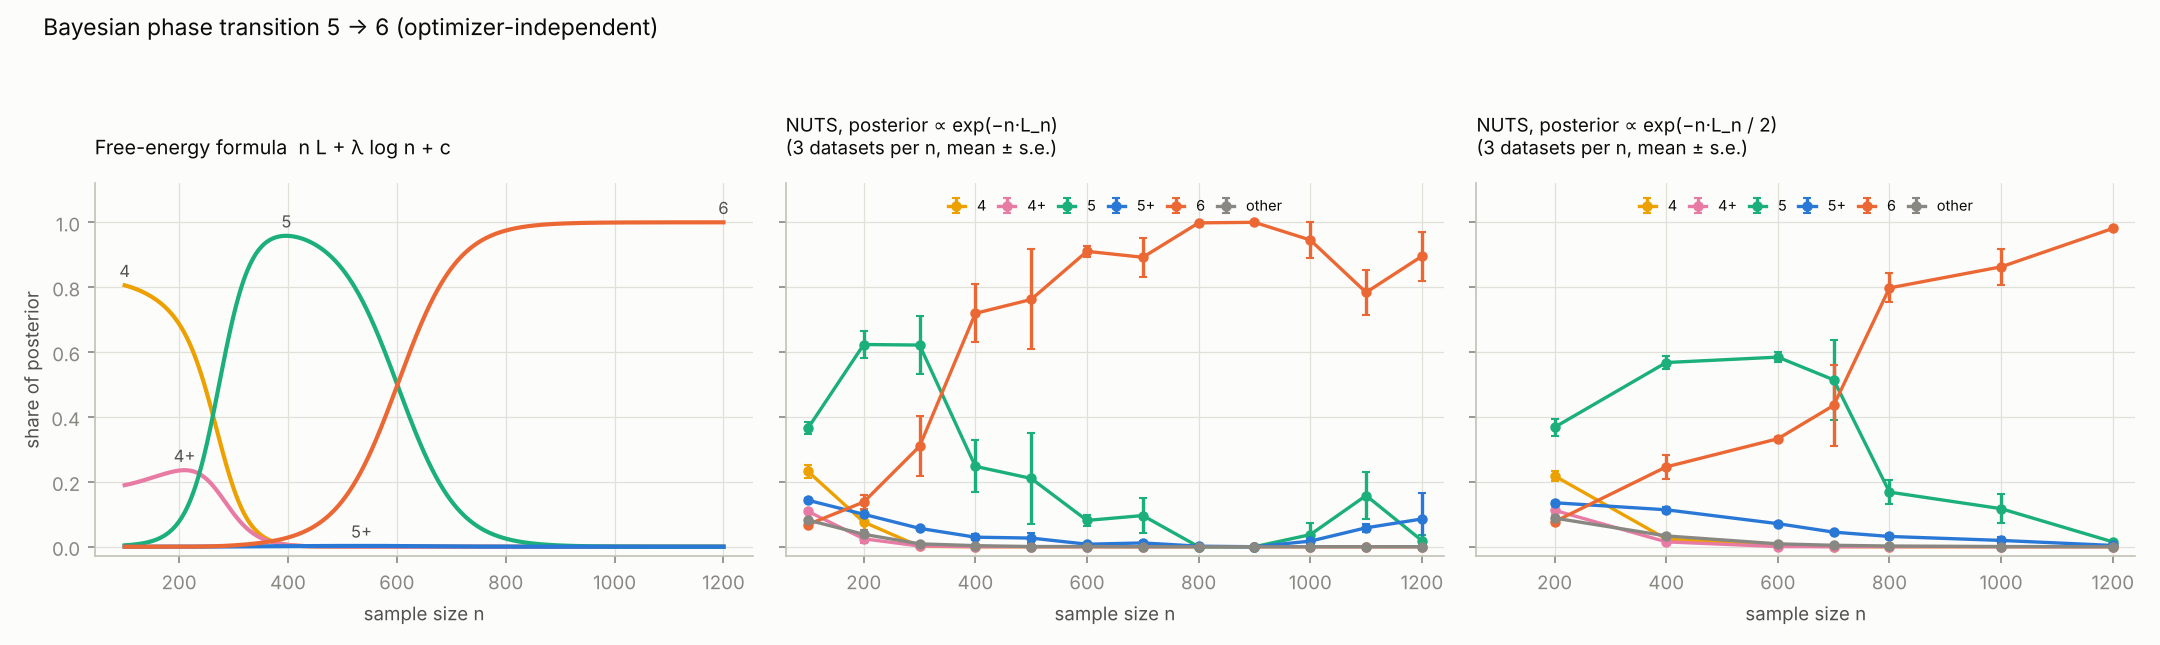 Bayesian phase transition 5 → 6 (optimizer-independent)
Free-energy formula  n L + λ log n + c
share of posterior
1.0
0.8
0.6
0.4
0.2
0.0
4
4+
5
5+
6
200 400 600 800 1000 1200
sample size n
NUTS, posterior ∝ exp(−n·L_n)
(3 datasets per n, mean ± s.e.)
4 4+ 5 5+ 6 other
200 400 600 800 1000 1200
sample size n
NUTS, posterior ∝ exp(−n·L_n / 2)
(3 datasets per n, mean ± s.e.)
4 4+ 5 5+ 6 other
200 400 600 800 1000 1200
sample size n